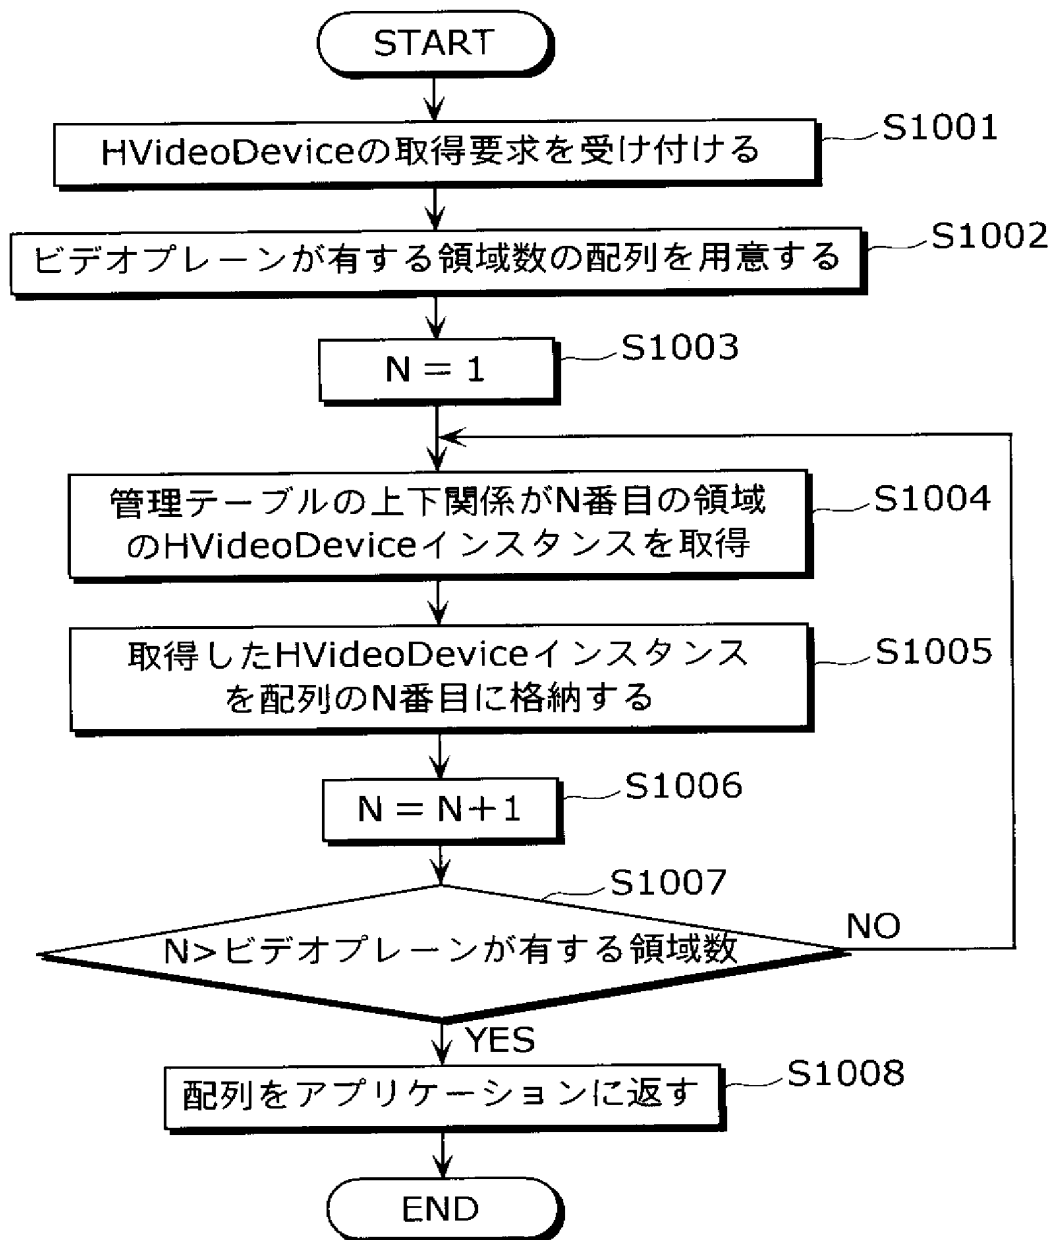 START
HVideoDeviceの取得要求を受け付ける
S1001
ビデオプレーンが有する領域数の配列を用意する
S1002
N = 1
S1003
管理テーブルの上下関係がN番目の領域
のHVideoDeviceインスタンスを取得
S1004
取得したHVideoDeviceインスタンス
を配列のN番目に格納する
S1005
N = N+1
S1006
S1007
N>ビデオプレーンが有する領域数
NO
YES
配列をアプリケーションに返す
S1008
END